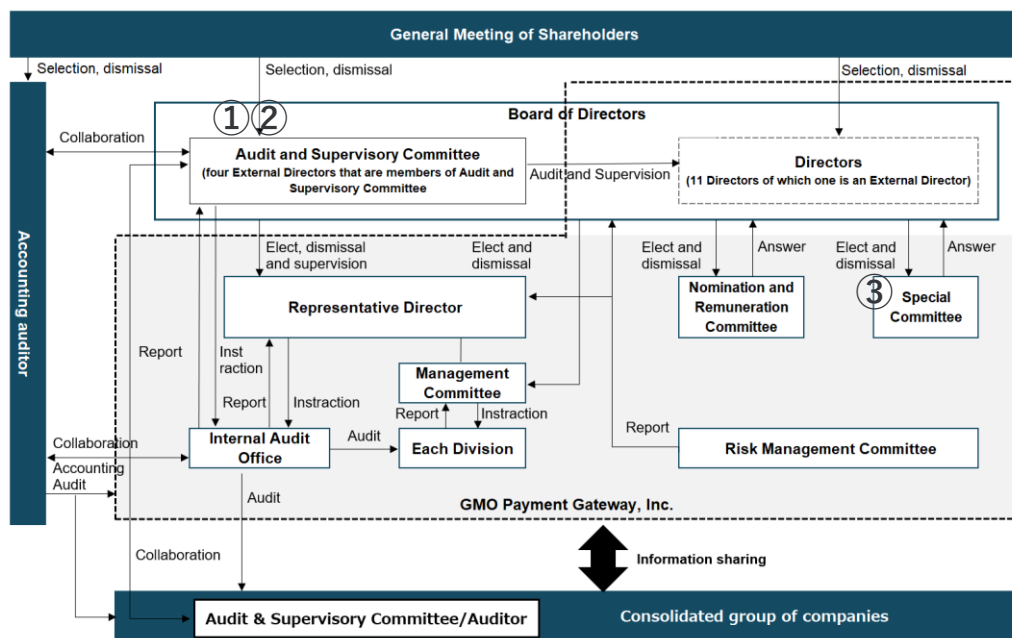 General Meeting of Shareholders
Selection, dismissal
Selection, dismissal
Selection, dismissal
① ②
Board of Directors
Collaboration
Audit and Supervisory Committee
(four External Directors that are members of Audit and
Supervisory Committee
Audit and Supervision
Directors
(11 Directors of which one is an External Director)
Accounting auditor
Elect, dismissal
and supervision
Elect and
dismissal
Elect and
dismissal
Answer
Elect and
dismissal
Answer
Representative Director
Nomination and
Remuneration
Committee
③
Special
Committee
Report
Inst
raction
Report
Instraction
Management
Committee
Report
Instraction
Collaboration
Internal Audit
Office
Audit
Each Division
Report
Risk Management Committee
Accounting
Audit
Audit
GMO Payment Gateway, Inc.
Collaboration
Information sharing
Audit & Supervisory Committee/Auditor
Consolidated group of companies